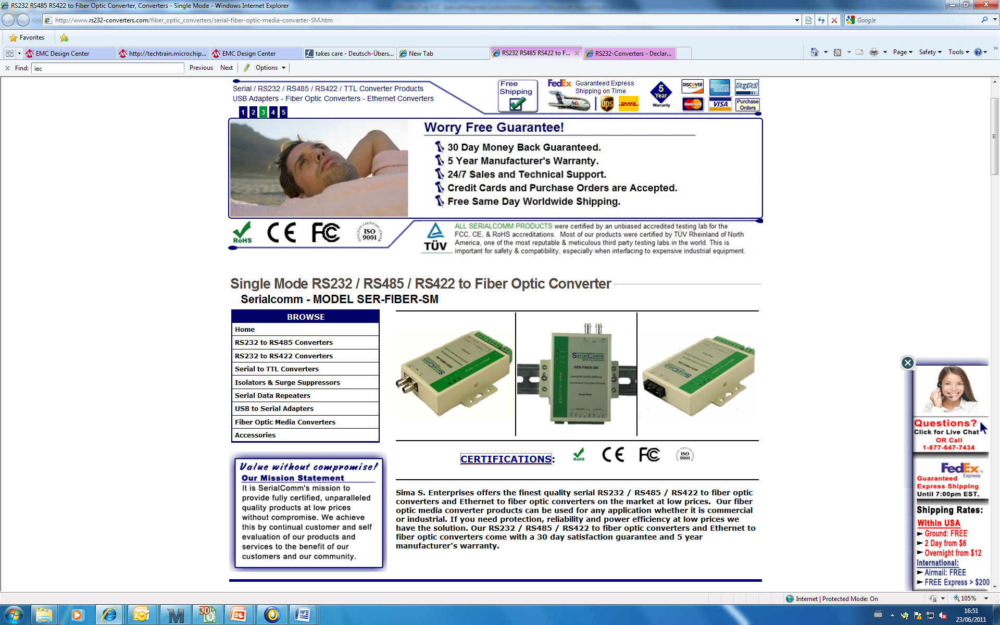 RS232 RS485 RS422 to Fiber Optic Converter, Converters - Single Mode - Windows Internet Explorer
http://www.rs232-converters.com/fiber_optic_converters/serial-fiber-optic-media-converter-SM.htm
Google
Favorites
EMC Design Center
http://techtrain.microchip...
EMC Design Center
takes care - Deutsch-Übers...
New Tab
RS232 RS485 RS422 to F...
RS232-Converters - Declar...
Page
Safety
Tools
Find: iec
Previous
Next
Options
Serial / RS232 / RS485 / RS422 / TTL Converter Products
USB Adapters - Fiber Optic Converters - Ethernet Converters
1 2 3 4 5
Free
Shipping
FedEx
Guaranteed Express
Shipping on Time
FedEx
UPS
DHL
5
Year
Warranty
DISCOVER
AMERICAN EXPRESS
PayPal
MasterCard
VISA
Purchase
Orders
Worry Free Guarantee!
30 Day Money Back Guaranteed.
5 Year Manufacturer's Warranty.
24/7 Sales and Technical Support.
Credit Cards and Purchase Orders are Accepted.
Free Same Day Worldwide Shipping.
RoHS
CE
FC
ISO
9001
TÜV
ALL SERIALCOMM PRODUCTS were certified by an unbiased accredited testing lab for the
FCC, CE, & RoHS accreditations. Most of our products were certified by TÜV Rheinland of North
America, one of the most reputable & meticulous third party testing labs in the world. This is
important for safety & compatibility, especially when interfacing to expensive industrial equipment.
Single Mode RS232 / RS485 / RS422 to Fiber Optic Converter
Serialcomm - MODEL SER-FIBER-SM
BROWSE
Home
RS232 to RS485 Converters
RS232 to RS422 Converters
Serial to TTL Converters
Isolators & Surge Suppressors
Serial Data Repeaters
USB to Serial Adapters
Fiber Optic Media Converters
Accessories
SerialComm
SER-FIBER-SM
Single Mode
CERTIFICATIONS:
RoHS
CE
FC
ISO
9001
Value without compromise!
Our Mission Statement
It is SerialComm's mission to
provide fully certified, unparalleled
quality products at low prices
without compromise. We achieve
this by continual customer and self
evaluation of our products and
services to the benefit of our
customers and our community.
Sima S. Enterprises offers the finest quality serial RS232 / RS485 / RS422 to fiber optic
converters and Ethernet to fiber optic converters on the market at low prices. Our fiber
optic media converter products can be used for any application whether it is commercial
or industrial. If you need protection, reliability and power efficiency at low prices we
have the solution. Our RS232 / RS485 / RS422 to fiber optic converters and Ethernet to
fiber optic converters come with a 30 day satisfaction guarantee and 5 year
manufacturer's warranty.
Questions?
Click for Live Chat
OR Call
1-877-647-7434
FedEx
Express
Guaranteed
Express Shipping
Until 7:00pm EST.
Shipping Rates:
Within USA
Ground: FREE
2 Day from $8
Overnight from $12
International:
Airmail: FREE
FREE Express > $200
Internet | Protected Mode: On
105%
16:51
23/06/2011